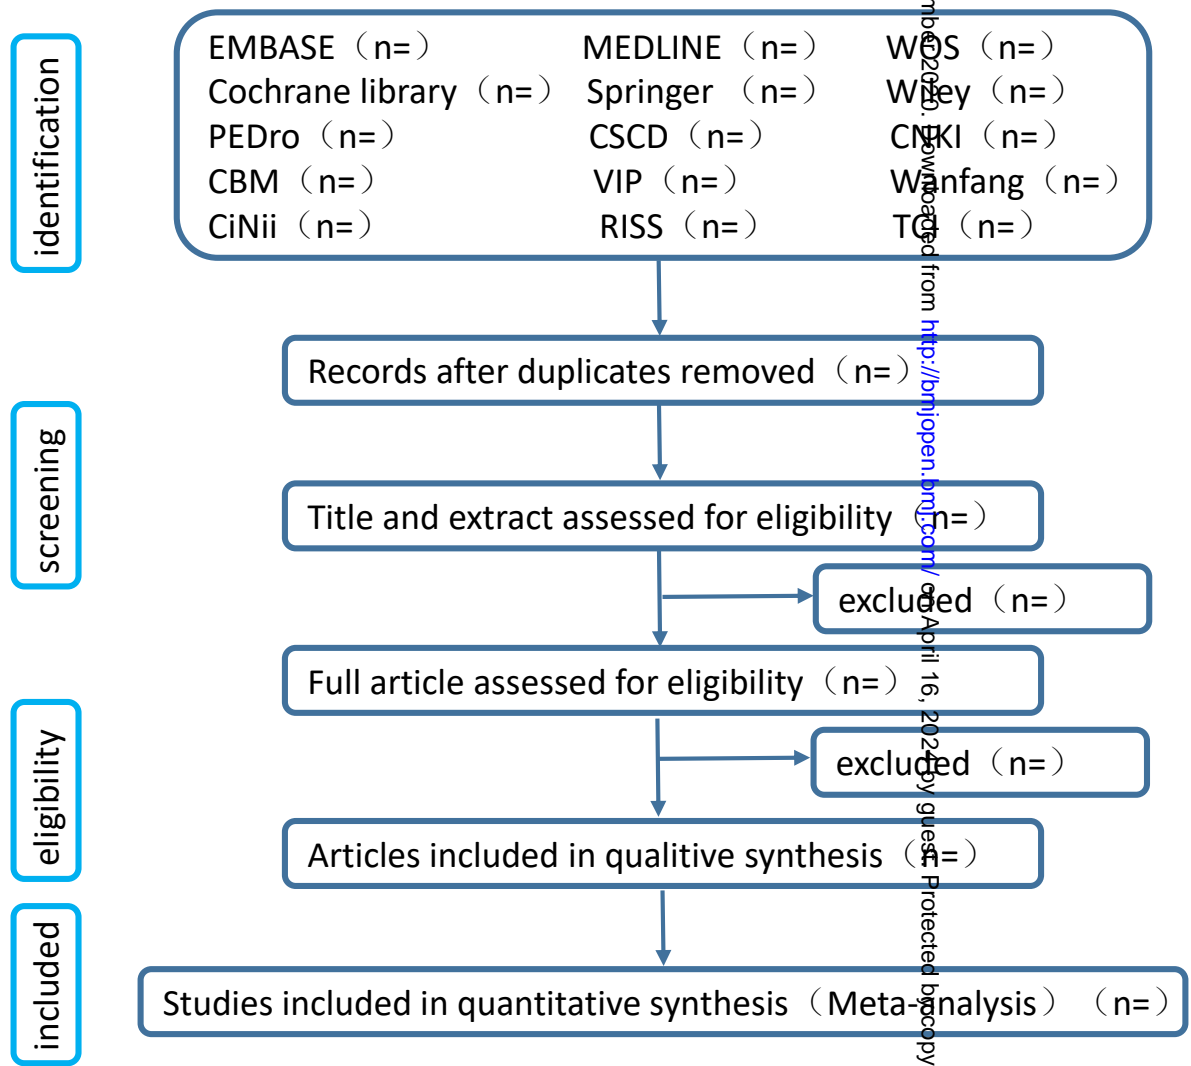 identification
EMBASE（n=） MEDLINE（n=） WOS（n=）
Cochrane library（n=） Springer （n=） Wiley（n=）
PEDro（n=） CSCD（n=） CNKI（n=）
CBM（n=） VIP（n=） Wanfang（n=）
CiNii（n=） RISS（n=） TCI（n=）
Records after duplicates removed（n=）
screening
Title and extract assessed for eligibility （n=）
excluded（n=）
Full article assessed for eligibility（n=）
eligibility
excluded（n=）
Articles included in qualitive synthesis（n=）
included
Studies included in quantitative synthesis（Meta-analysis）（n=）
2020. Downloaded from http://bmjopen.bmj.com/ on April 16, 2024 by guest. Protected by copy